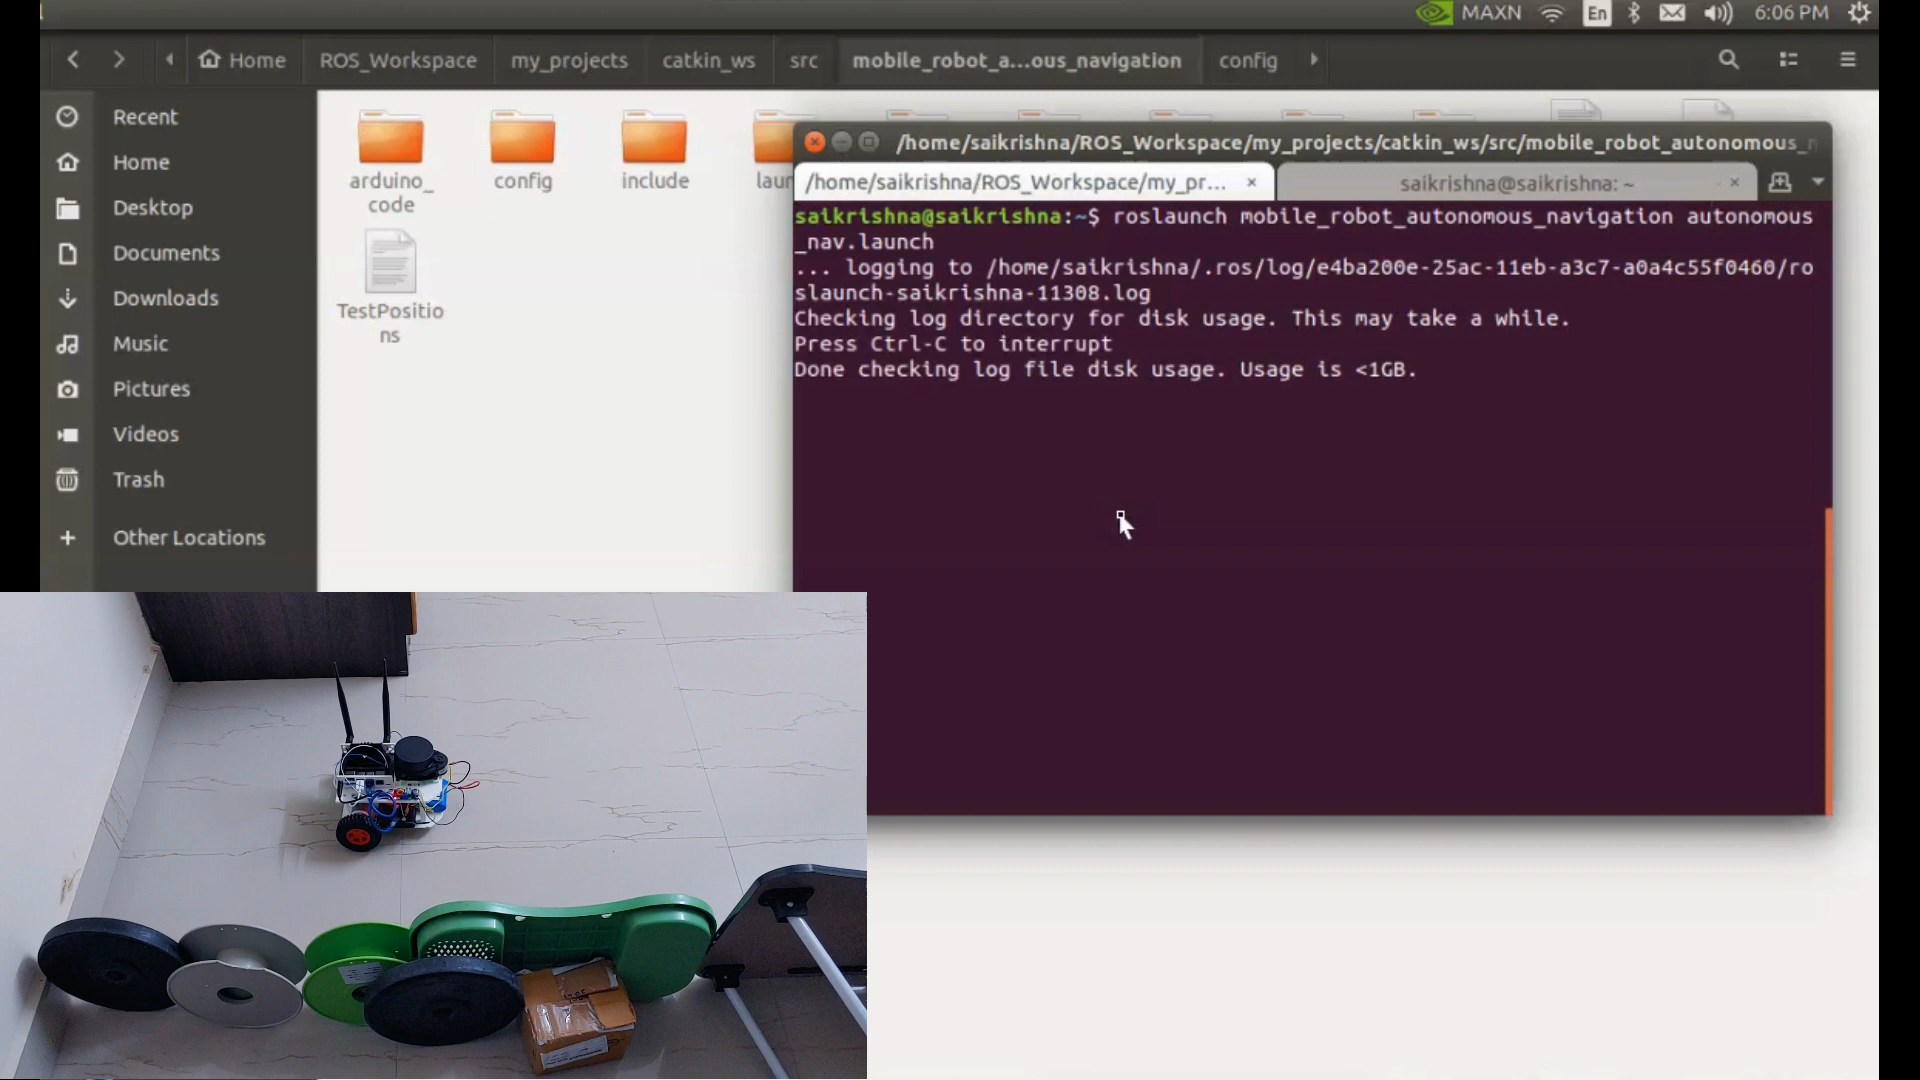 MAXN
En
6:06 PM
Home
ROS_Workspace
my_projects
catkin_ws
src
mobile_robot_a...ous_navigation
config
Recent
Home
Desktop
Documents
Downloads
Music
Pictures
Videos
Trash
Other Locations
arduino_
code
config
include
laun
TestPositio
ns
/home/saikrishna/ROS_Workspace/my_projects/catkin_ws/src/mobile_robot_autonomous_n
/home/saikrishna/ROS_Workspace/my_pr...
saikrishna@saikrishna: ~
saikrishna@saikrishna:~$ roslaunch mobile_robot_autonomous_navigation autonomous
_nav.launch
... logging to /home/saikrishna/.ros/log/e4ba200e-25ac-11eb-a3c7-a0a4c55f0460/ro
slaunch-saikrishna-11308.log
Checking log directory for disk usage. This may take a while.
Press Ctrl-C to interrupt
Done checking log file disk usage. Usage is <1GB.